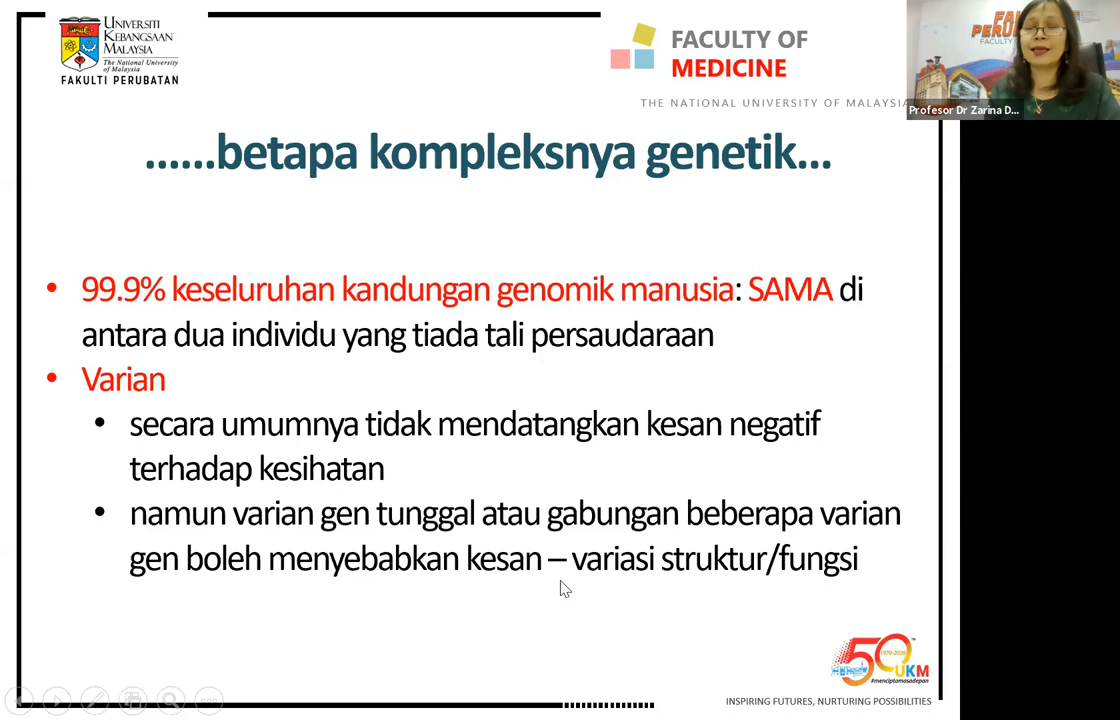 UNIVERSITI
KEBANGSAAN
MALAYSIA
The National University
of Malaysia
FAKULTI PERUBATAN
FACULTY OF
MEDICINE
THE NATIONAL UNIVERSITY OF MALAYSIA
Profesor Dr Zarina D...
......betapa kompleksnya genetik...
• 99.9% keseluruhan kandungan genomik manusia: SAMA di
antara dua individu yang tiada tali persaudaraan
• Varian
• secara umumnya tidak mendatangkan kesan negatif
terhadap kesihatan
• namun varian gen tunggal atau gabungan beberapa varian
gen boleh menyebabkan kesan – variasi struktur/fungsi
50
1970-2020
UKM
#menciptamasadepan
INSPIRING FUTURES, NURTURING POSSIBILITIES